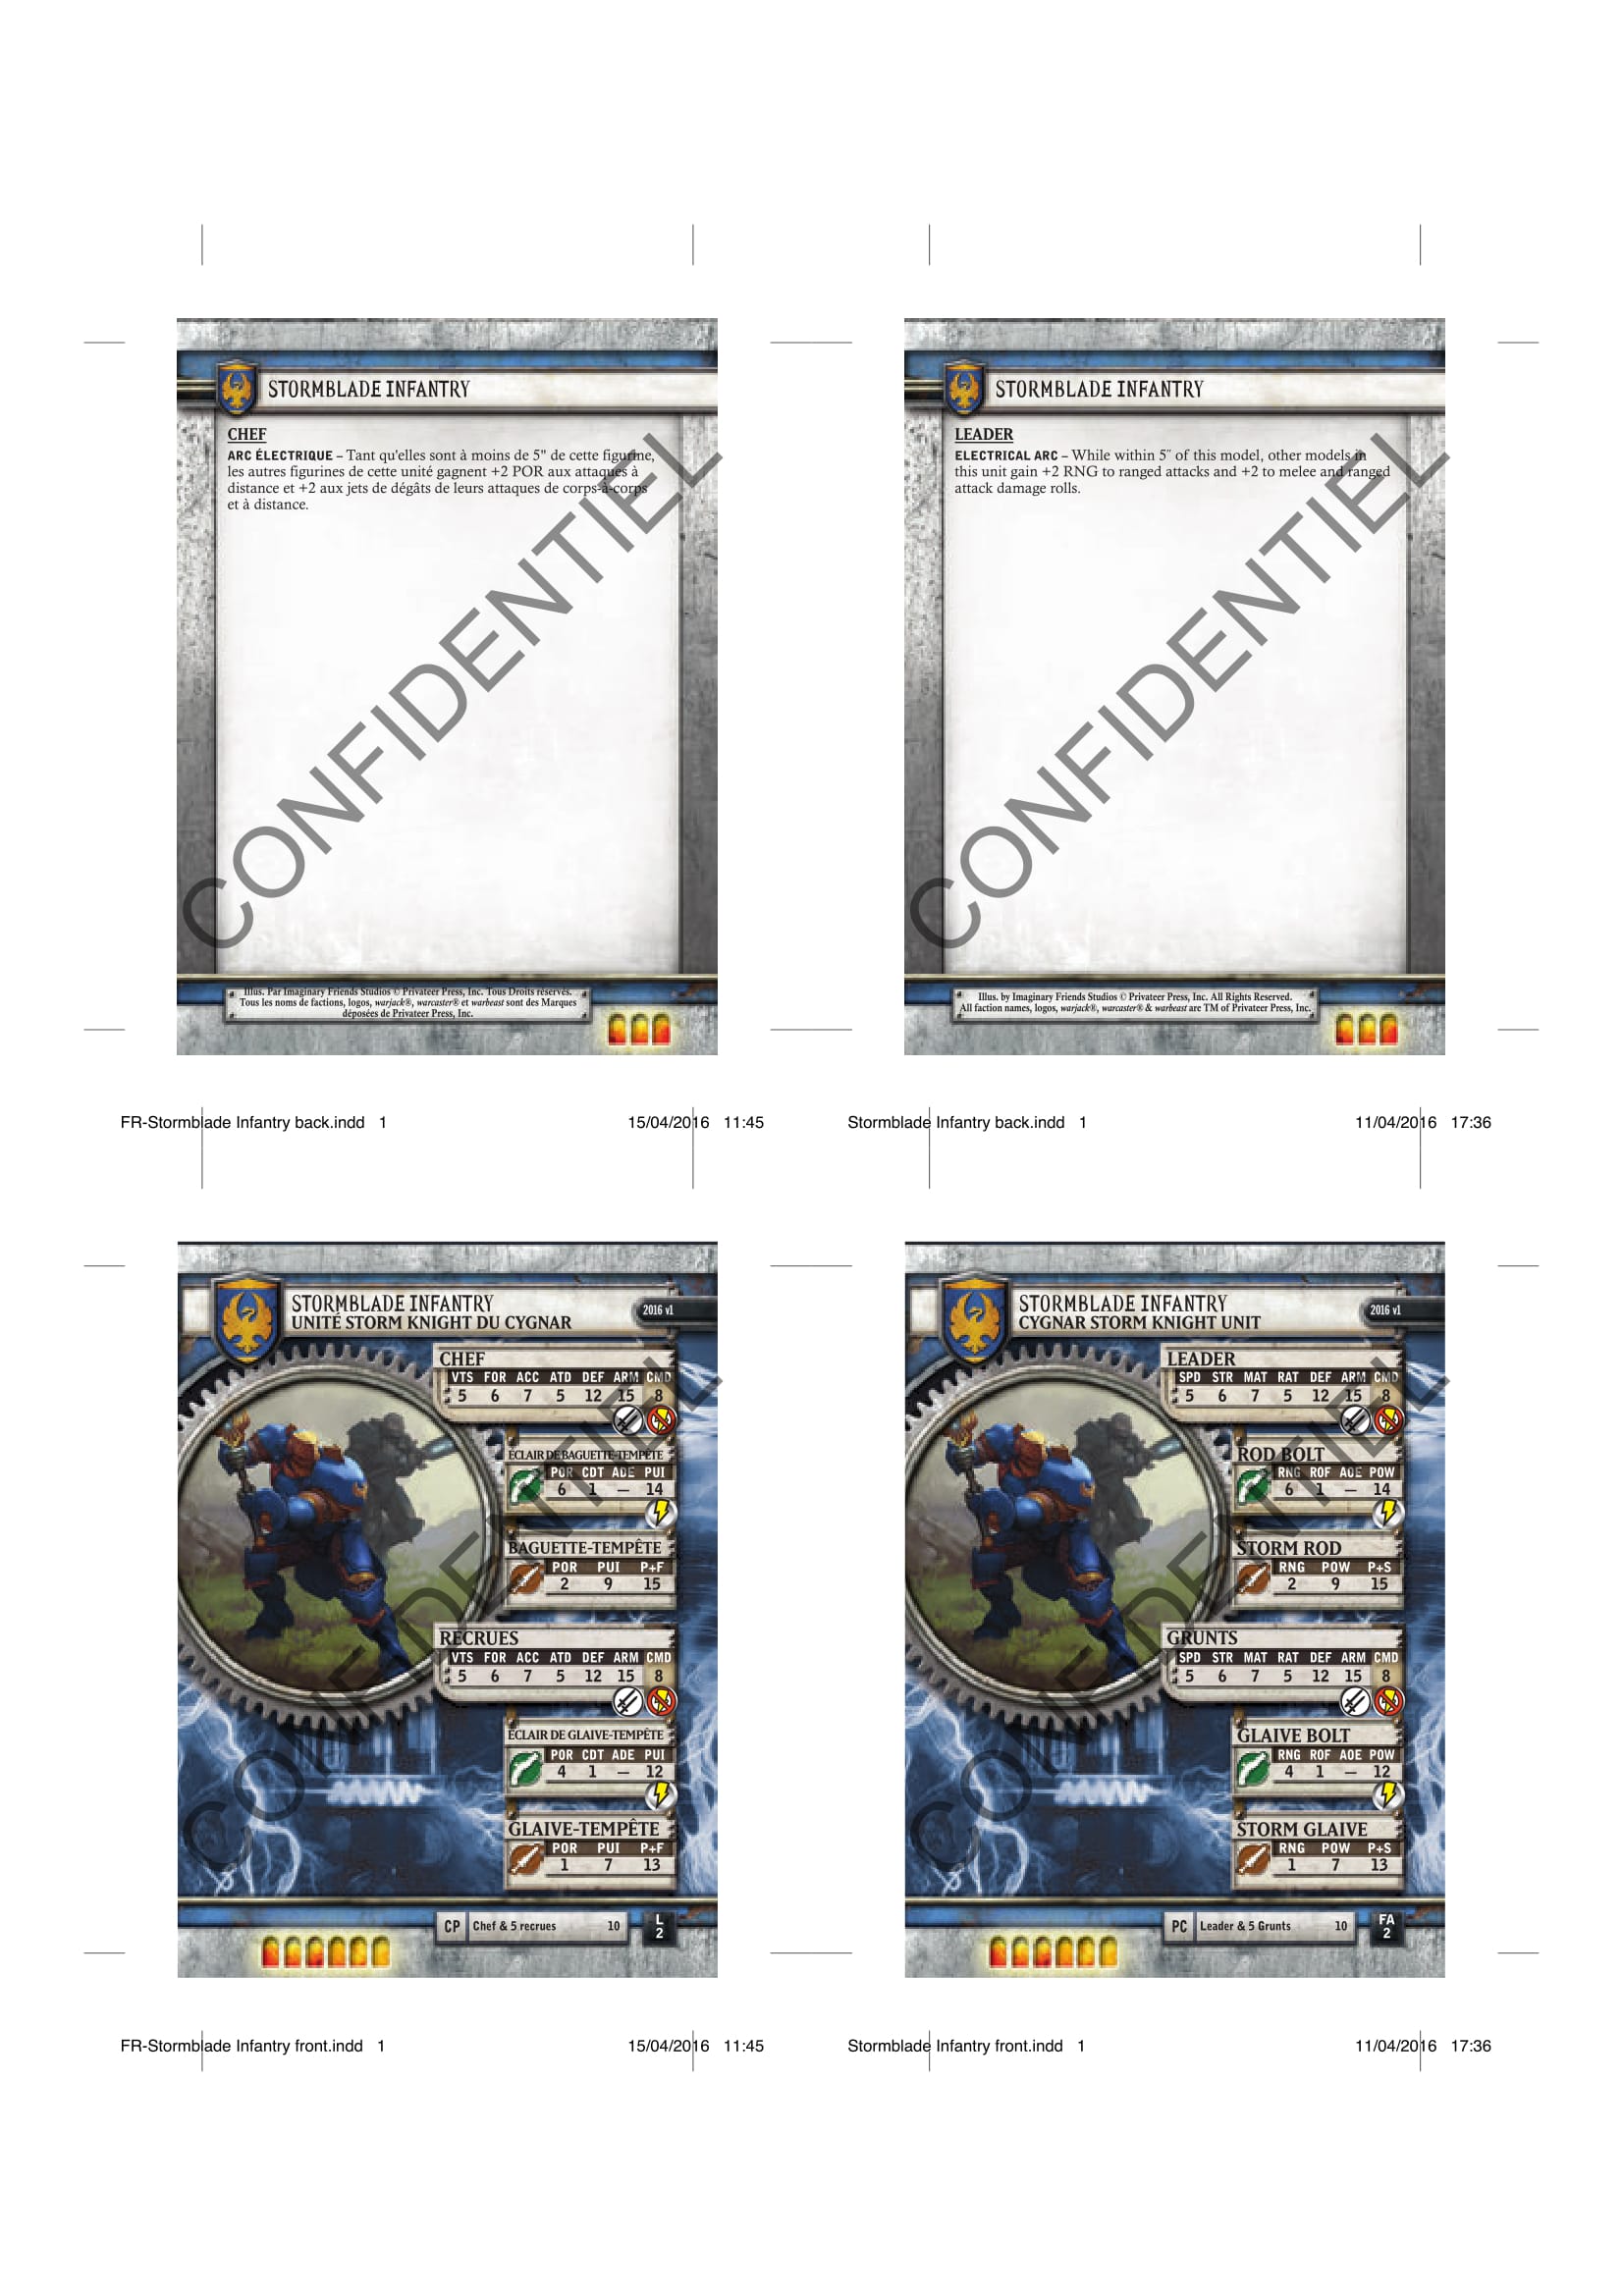 STORMBLADE INFANTRY
CHEF
ARC ÉLECTRIQUE – Tant qu'elles sont à moins de 5" de cette figurine,
les autres figurines de cette unité gagnent +2 POR aux attaques à
distance et +2 aux jets de dégâts de leurs attaques de corps-à-corps
et à distance.
CONFIDENTIEL
Illus. Par Imaginary Friends Studios © Privateer Press, Inc. Tous Droits réservés.
Tous les noms de factions, logos, warjack®, warcaster® et warbeast sont des Marques
déposées de Privateer Press, Inc.
FR-Stormblade Infantry back.indd 1
15/04/2016 11:45
STORMBLADE INFANTRY
LEADER
ELECTRICAL ARC – While within 5˝ of this model, other models in
this unit gain +2 RNG to ranged attacks and +2 to melee and ranged
attack damage rolls.
CONFIDENTIEL
Illus. by Imaginary Friends Studios © Privateer Press, Inc. All Rights Reserved.
All faction names, logos, warjack®, warcaster® & warbeast are TM of Privateer Press, Inc.
Stormblade Infantry back.indd 1
11/04/2016 17:36
STORMBLADE INFANTRY
UNITÉ STORM KNIGHT DU CYGNAR
2016 v1
CHEF
VTS FOR ACC ATD DEF ARM CMD
5 6 7 5 12 15 8
ÉCLAIR DE BAGUETTE-TEMPÊTE
POR CDT ADE PUI
6 1 — 14
BAGUETTE-TEMPÊTE
POR PUI P+F
2 9 15
RECRUES
VTS FOR ACC ATD DEF ARM CMD
5 6 7 5 12 15 8
ÉCLAIR DE GLAIVE-TEMPÊTE
POR CDT ADE PUI
4 1 — 12
GLAIVE-TEMPÊTE
POR PUI P+F
1 7 13
CP Chef & 5 recrues 10
L
2
CONFIDENTIEL
FR-Stormblade Infantry front.indd 1
15/04/2016 11:45
STORMBLADE INFANTRY
CYGNAR STORM KNIGHT UNIT
2016 v1
LEADER
SPD STR MAT RAT DEF ARM CMD
5 6 7 5 12 15 8
ROD BOLT
RNG ROF AOE POW
6 1 — 14
STORM ROD
RNG POW P+S
2 9 15
GRUNTS
SPD STR MAT RAT DEF ARM CMD
5 6 7 5 12 15 8
GLAIVE BOLT
RNG ROF AOE POW
4 1 — 12
STORM GLAIVE
RNG POW P+S
1 7 13
PC Leader & 5 Grunts 10
FA
2
CONFIDENTIEL
Stormblade Infantry front.indd 1
11/04/2016 17:36